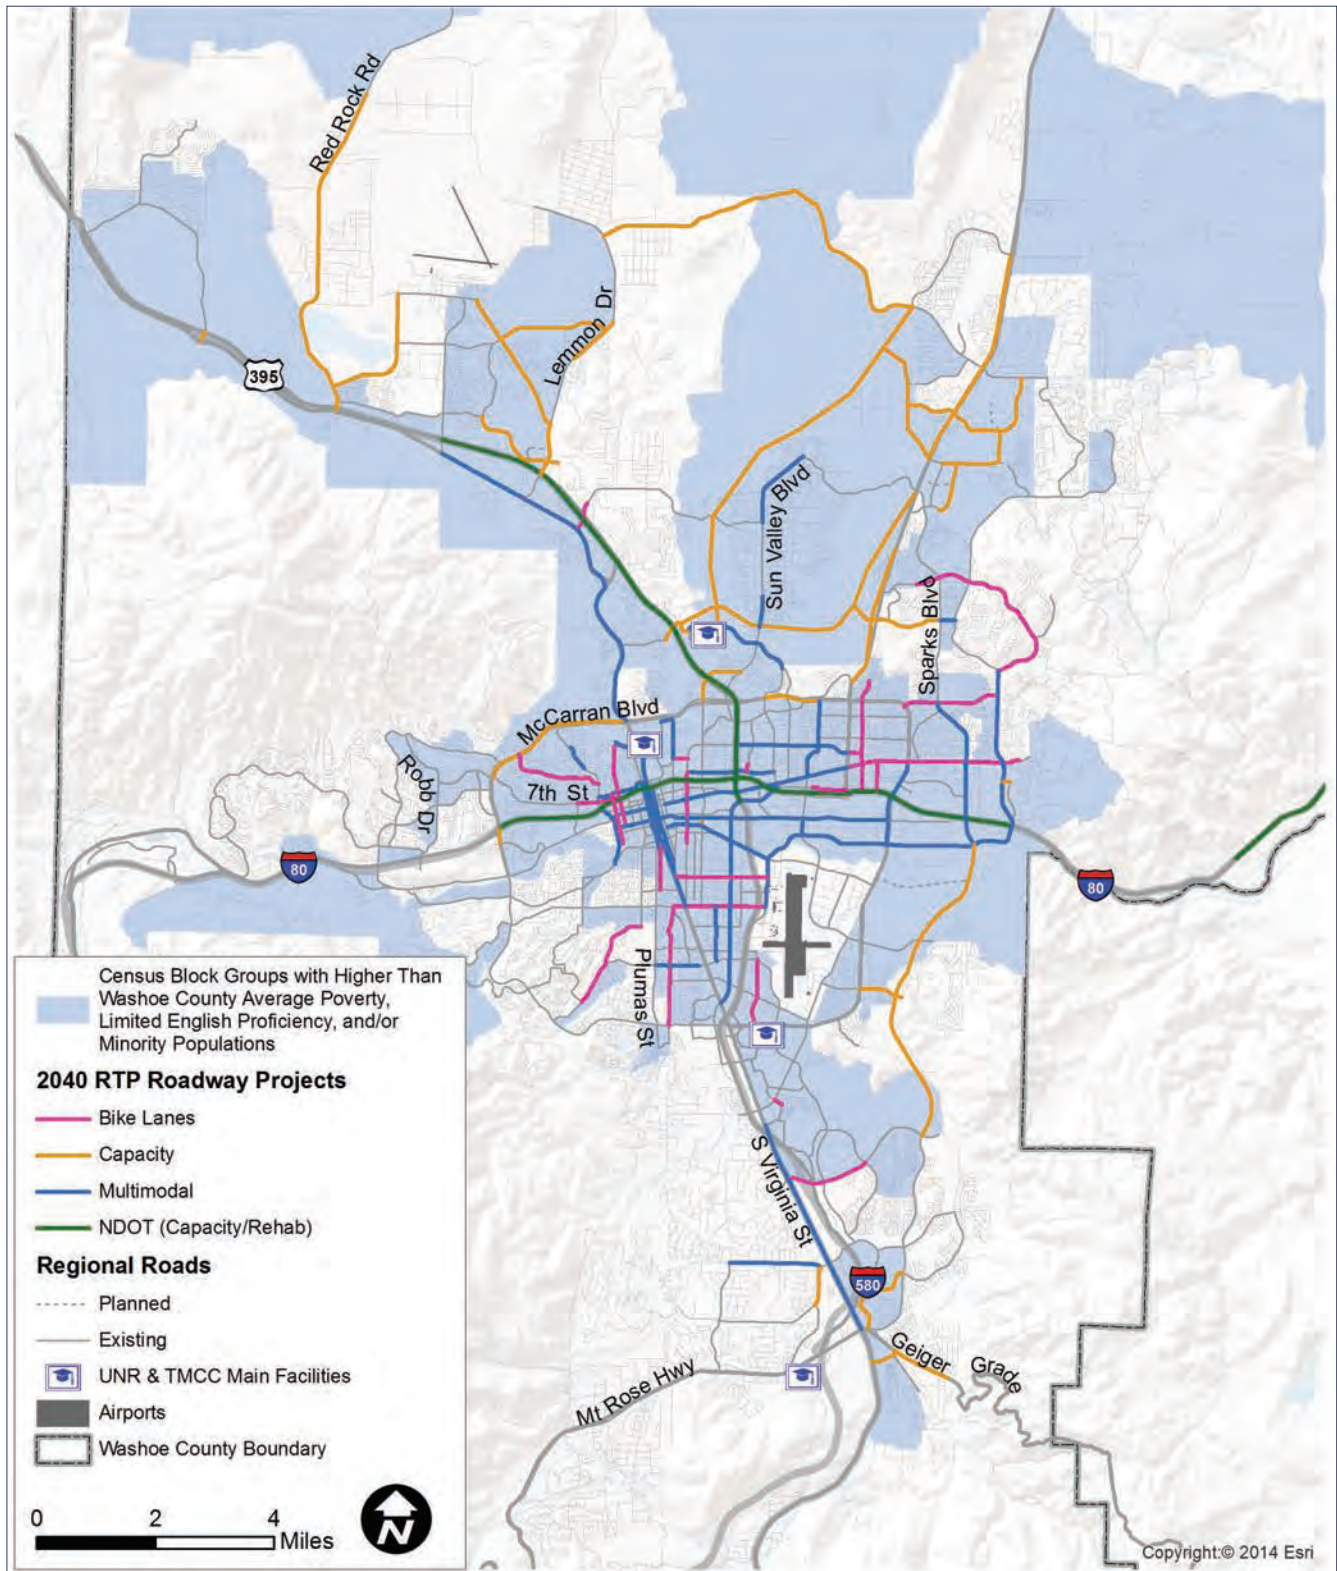 Red Rock Rd
Lemmon Dr
395
Sun Valley Blvd
Sparks Blvd
McCarran Blvd
Robb Dr
7th St
80
80
Plumas St
S Virginia St
580
Geiger Grade
Mt Rose Hwy
Census Block Groups with Higher Than
Washoe County Average Poverty,
Limited English Proficiency, and/or
Minority Populations
2040 RTP Roadway Projects
Bike Lanes
Capacity
Multimodal
NDOT (Capacity/Rehab)
Regional Roads
Planned
Existing
UNR & TMCC Main Facilities
Airports
Washoe County Boundary
0 2 4
Miles
N
Copyright:© 2014 Esri